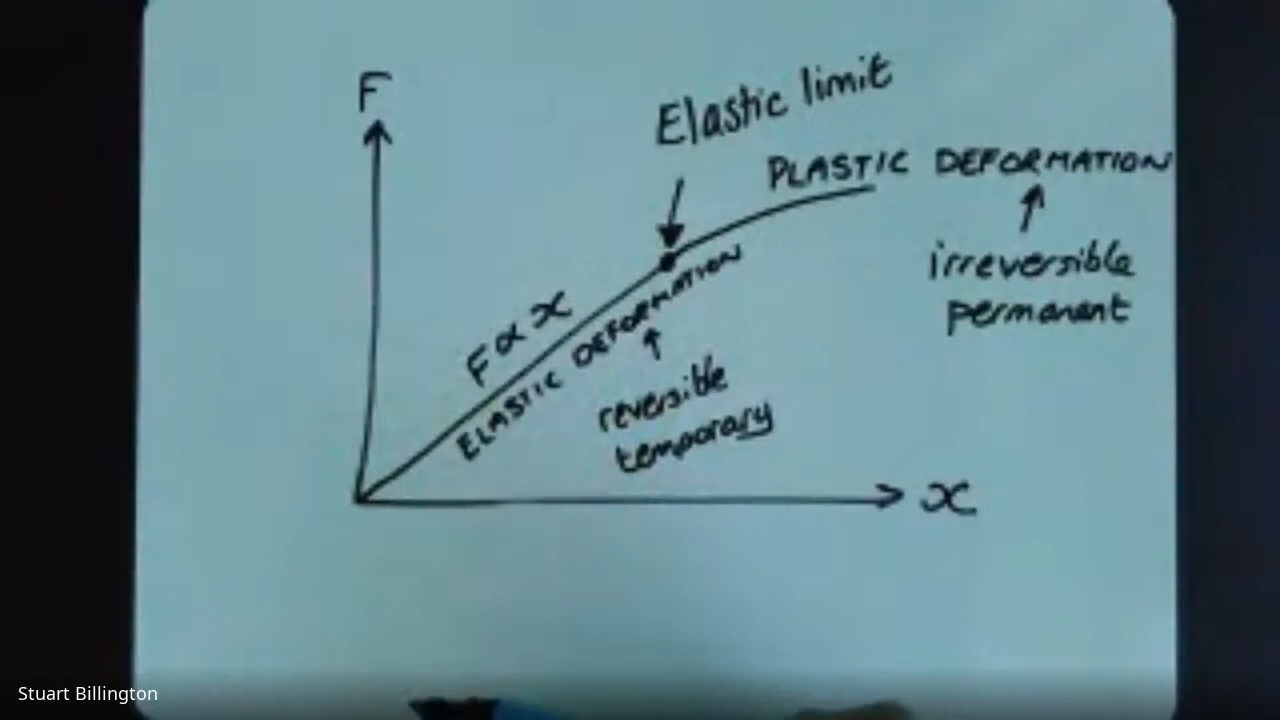 F
Elastic limit
PLASTIC DEFORMATION
irreversible
permanent
F ∝ x
ELASTIC DEFORMATION
reversible
temporary
x
Stuart Billington